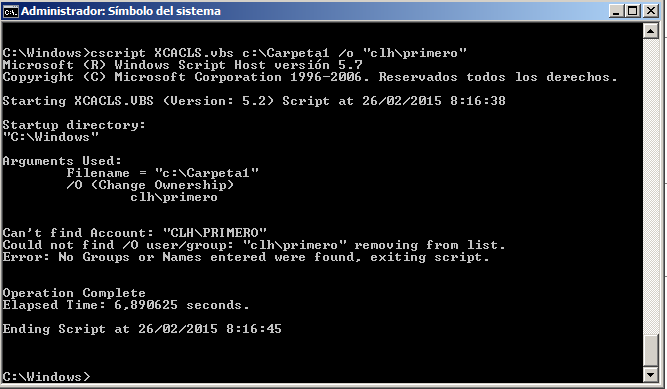 Administrador: Símbolo del sistema
C:\Windows>cscript XCACLS.vbs c:\Carpeta1 /o "clh\primero"
Microsoft (R) Windows Script Host versión 5.7
Copyright (C) Microsoft Corporation 1996-2006. Reservados todos los derechos.
Starting XCACLS.VBS (Version: 5.2) Script at 26/02/2015 8:16:38
Startup directory:
"C:\Windows"
Arguments Used:
Filename = "c:\Carpeta1"
/O (Change Ownership)
clh\primero
Can't find Account: "CLH\PRIMERO"
Could not find /O user/group: "clh\primero" removing from list.
Error: No Groups or Names entered were found, exiting script.
Operation Complete
Elapsed Time: 6,890625 seconds.
Ending Script at 26/02/2015 8:16:45
C:\Windows>